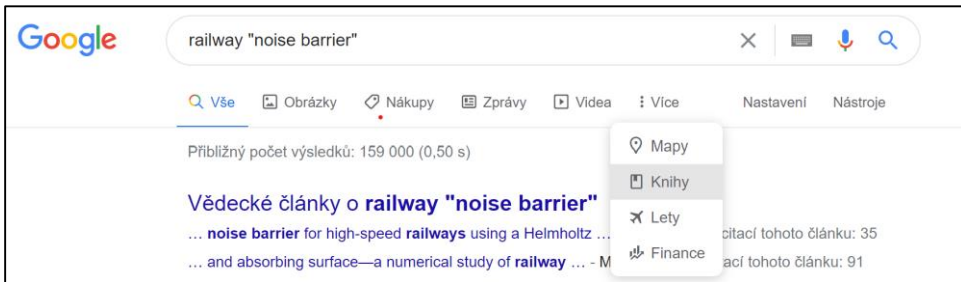 Google
railway "noise barrier"
Vše Obrázky Nákupy Zprávy Videa Více Nastavení Nástroje
Mapy
Přibližný počet výsledků: 159 000 (0,50 s)
Knihy
Vědecké články o railway "noise barrier"
Lety
… noise barrier for high-speed railways using a Helmholtz … citací tohoto článku: 35
Finance
… and absorbing surface—a numerical study of railway … - M tohoto článku: 91